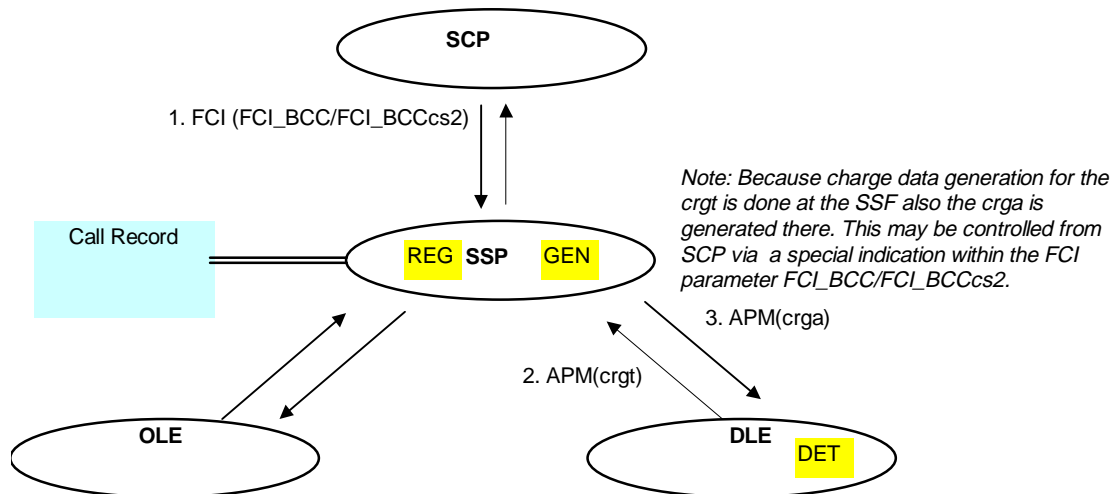 SCP
1. FCI (FCI_BCC/FCI_BCCcs2)
Note: Because charge data generation for the
crgt is done at the SSF also the crga is
generated there. This may be controlled from
SCP via a special indication within the FCI
parameter FCI_BCC/FCI_BCCcs2.
Call Record
REG SSP GEN
3. APM(crga)
2. APM(crgt)
OLE
DLE
DET